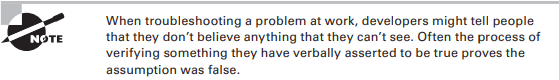 NOTE
When troubleshooting a problem at work, developers might tell people
that they don't believe anything that they can't see. Often the process of
verifying something they have verbally asserted to be true proves the
assumption was false.